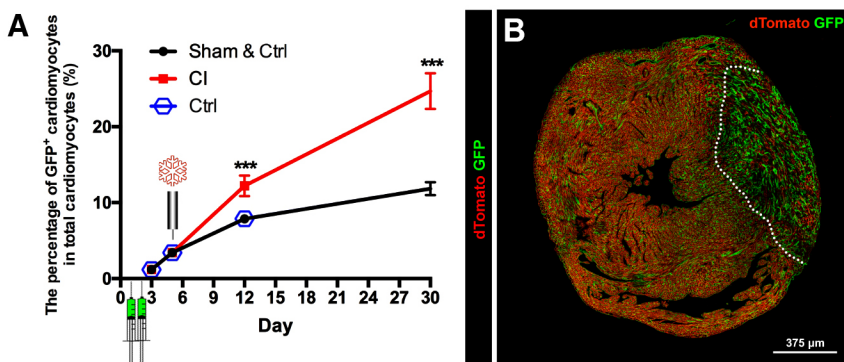 A
The percentage of GFP+ cardiomyocytes
in total cardiomyocytes (%)
30
20
10
0
Sham & Ctrl
CI
Ctrl
***
***
0 3 6 9 12 15 18 21 24 27 30
Day
dTomato GFP
B
dTomato GFP
375 µm